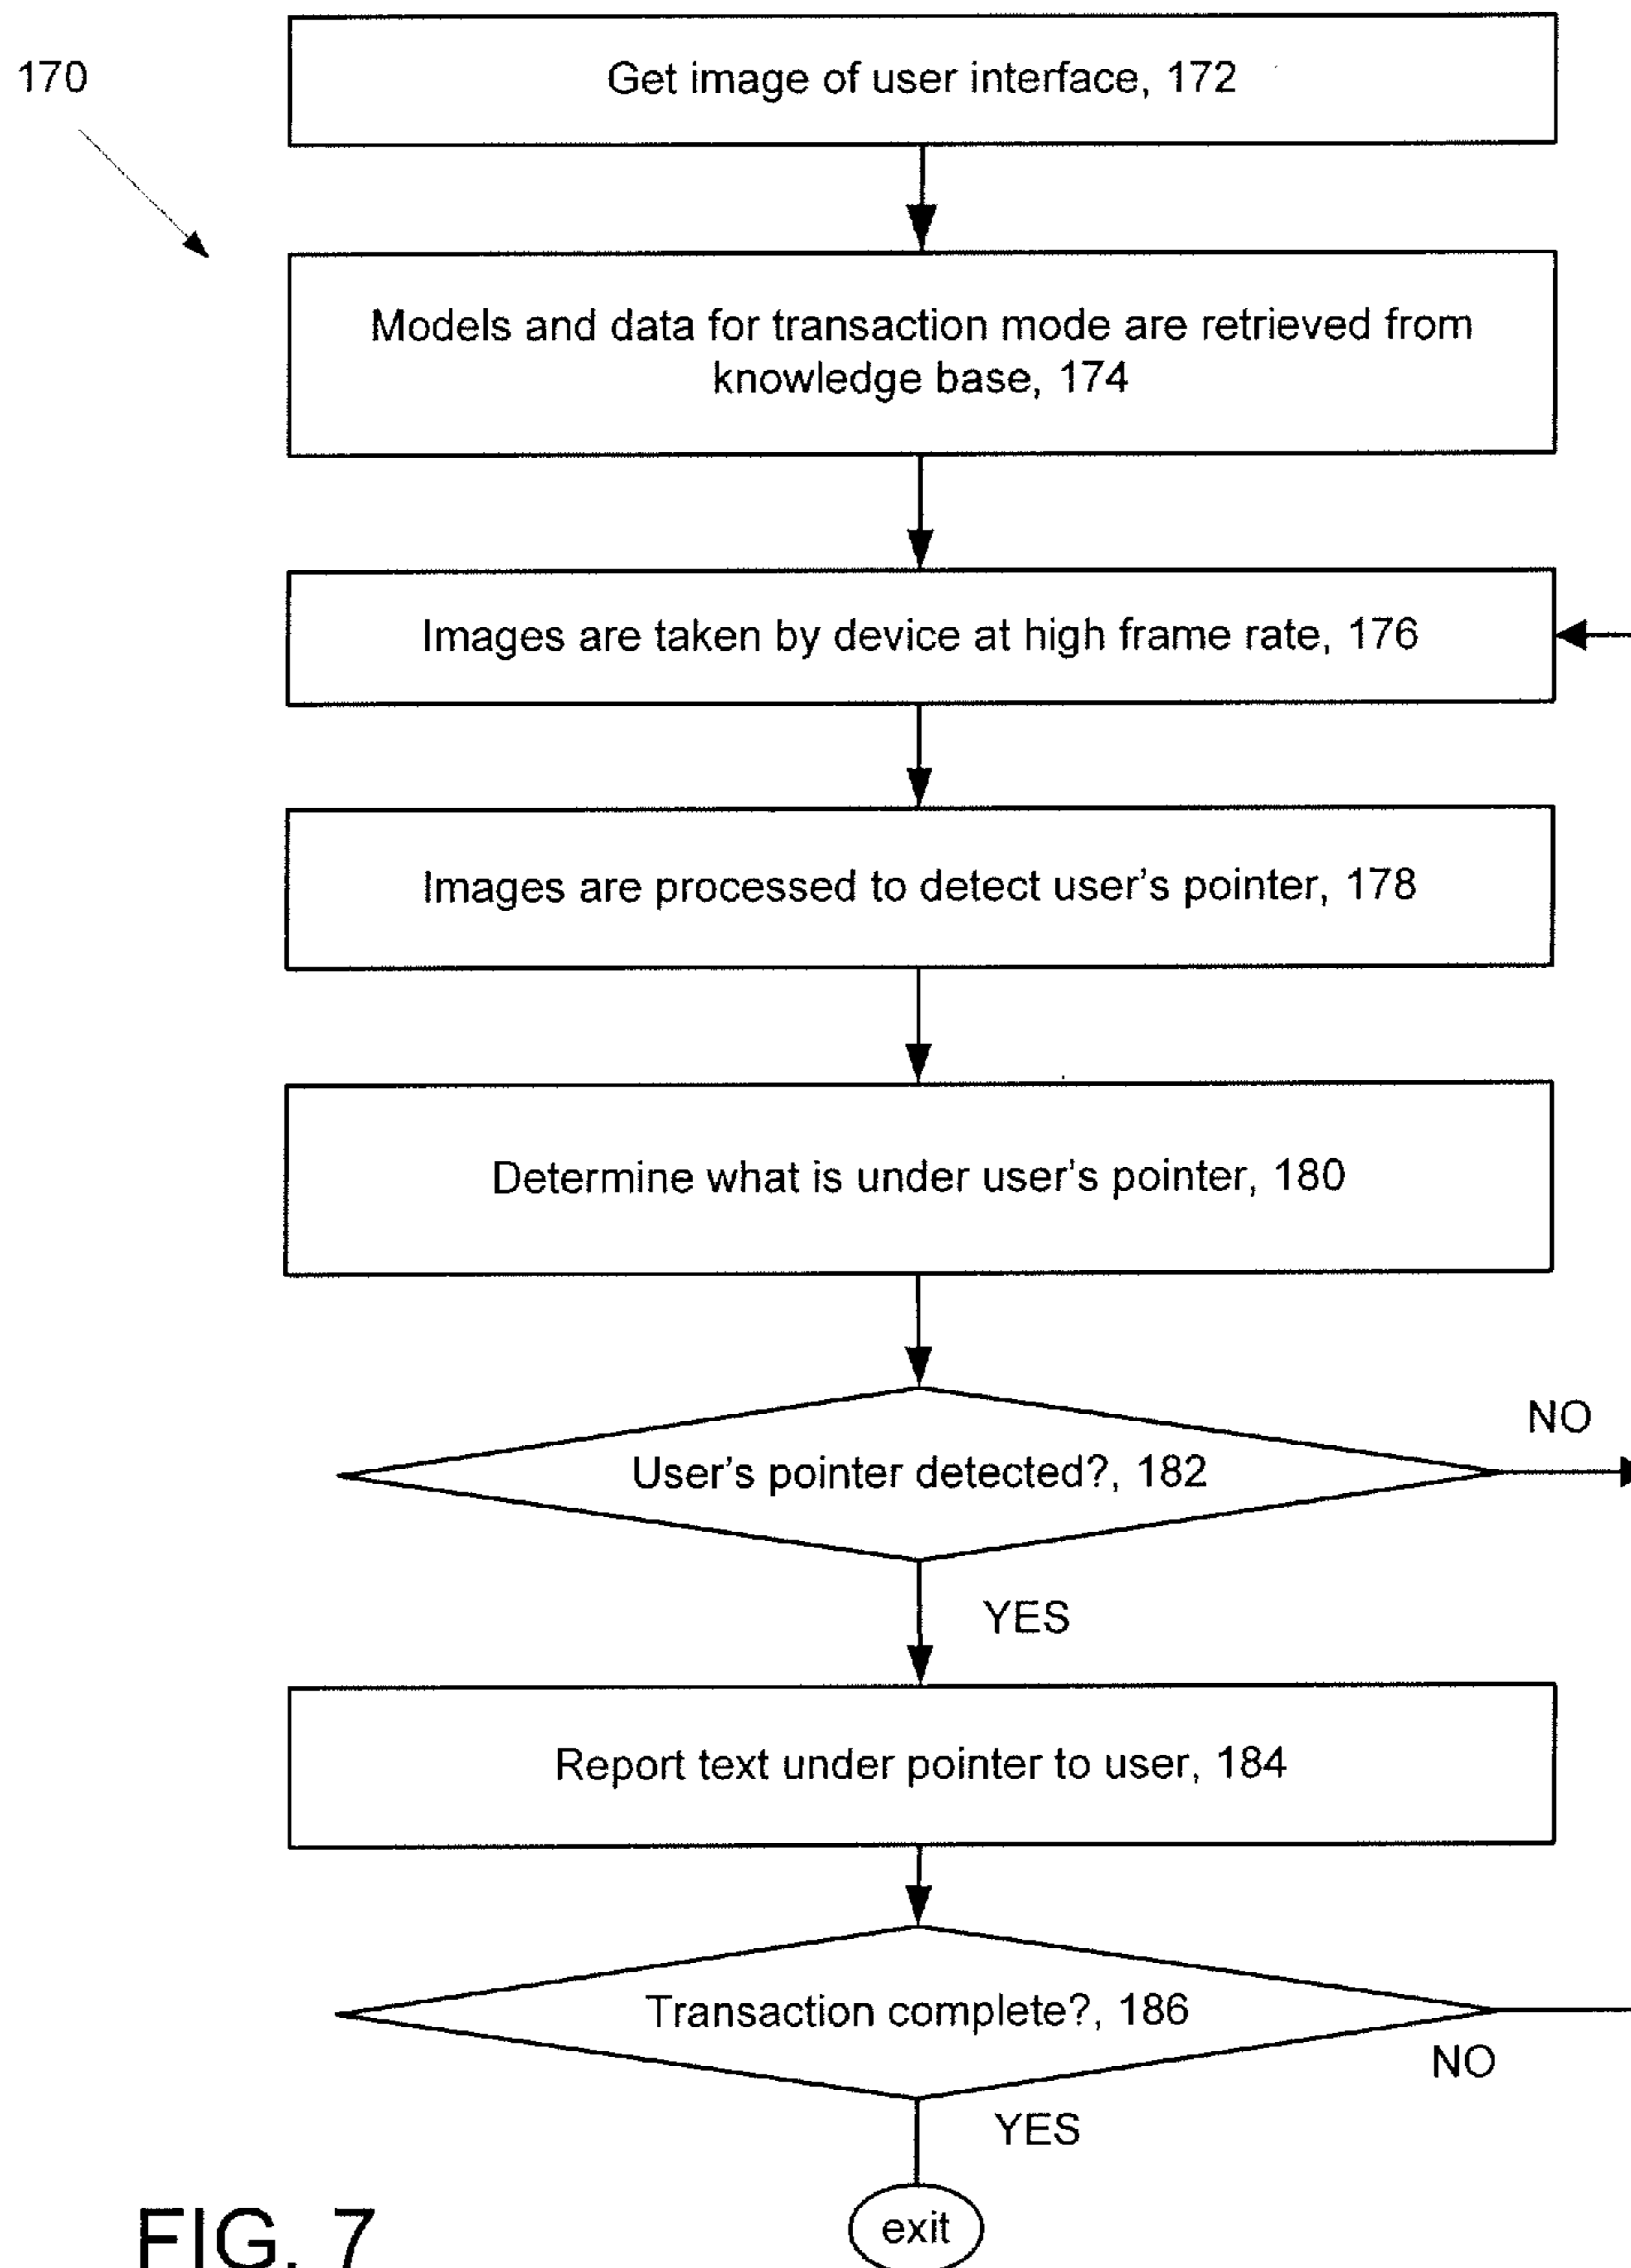 170
Get image of user interface, 172
Models and data for transaction mode are retrieved from
knowledge base, 174
Images are taken by device at high frame rate, 176
Images are processed to detect user's pointer, 178
Determine what is under user's pointer, 180
User's pointer detected?, 182
NO
YES
Report text under pointer to user, 184
Transaction complete?, 186
NO
YES
exit
FIG. 7